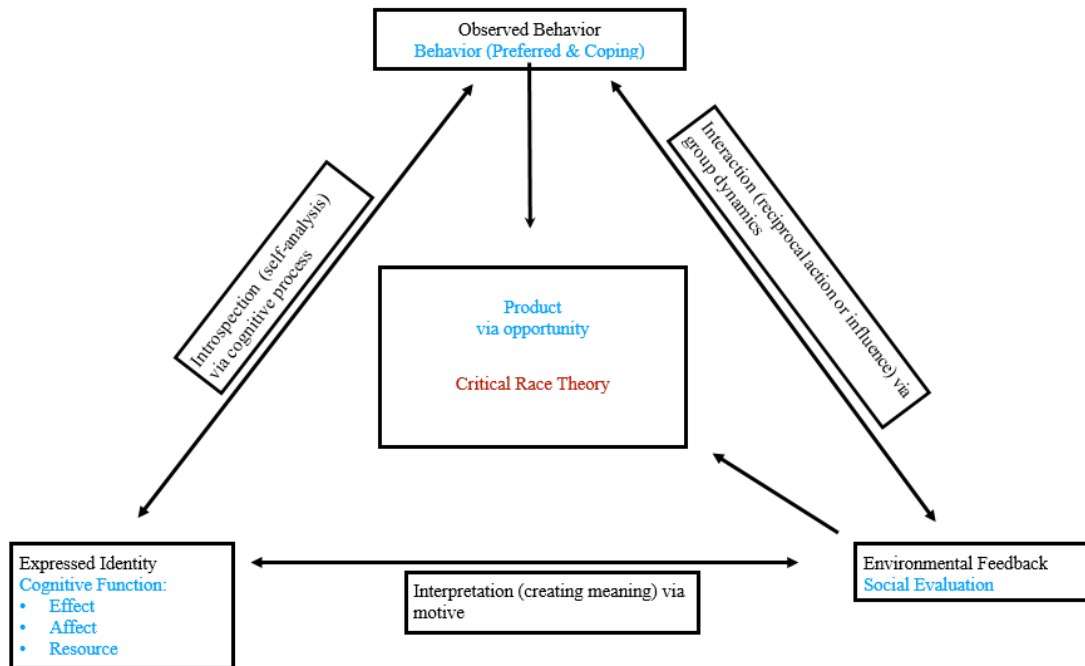 Observed Behavior
Behavior (Preferred & Coping)
Introspection (self-analysis)
via cognitive process
Interaction (reciprocal action or influence) via
group dynamics
Product
via opportunity
Critical Race Theory
Expressed Identity
Cognitive Function:
• Effect
• Affect
• Resource
Interpretation (creating meaning) via
motive
Environmental Feedback
Social Evaluation